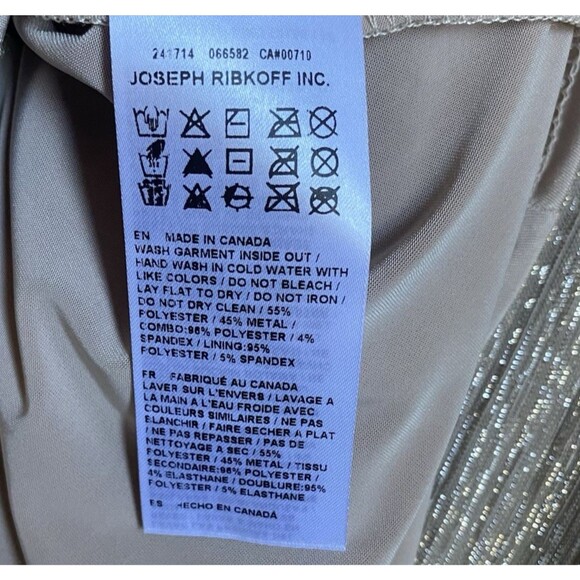 241714 066582 CA#00710
JOSEPH RIBKOFF INC.
EN MADE IN CANADA
WASH GARMENT INSIDE OUT /
HAND WASH IN COLD WATER WITH
LIKE COLORS / DO NOT BLEACH /
LAY FLAT TO DRY / DO NOT IRON /
DO NOT DRY CLEAN / 55%
POLYESTER / 45% METAL /
COMBO:96% POLYESTER / 4%
SPANDEX / LINING:95%
POLYESTER / 5% SPANDEX
FR FABRIQUÉ AU CANADA
LAVER SUR L'ENVERS / LAVAGE A
LA MAIN A L'EAU FROIDE AVEC
COULEURS SIMILAIRES / NE PAS
BLANCHIR / FAIRE SECHER A PLAT
/ NE PAS REPASSER / PAS DE
NETTOYAGE A SEC / 55%
POLYESTER / 45% METAL / TISSU
SECONDAIRE:96% POLYESTER /
4% ELASTHANE / DOUBLURE:95%
POLYESTER / 5% ELASTHANE
ES HECHO EN CANADA